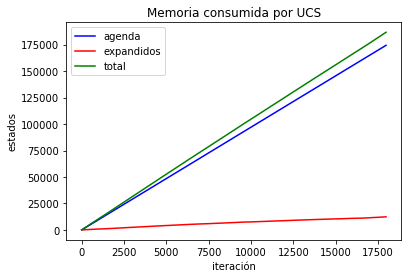 Memoria consumida por UCS
agenda
expandidos
total
175000
150000
125000
100000
75000
50000
25000
0
estados
0 2500 5000 7500 10000 12500 15000 17500
iteración